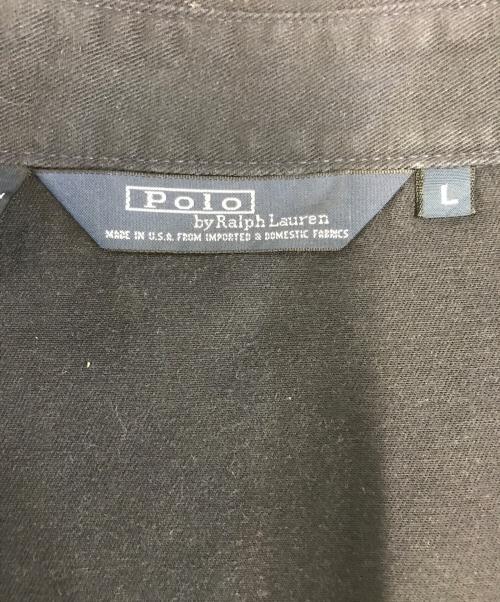 Polo
by Ralph Lauren
MADE IN U.S.A. FROM IMPORTED & DOMESTIC FABRICS
L